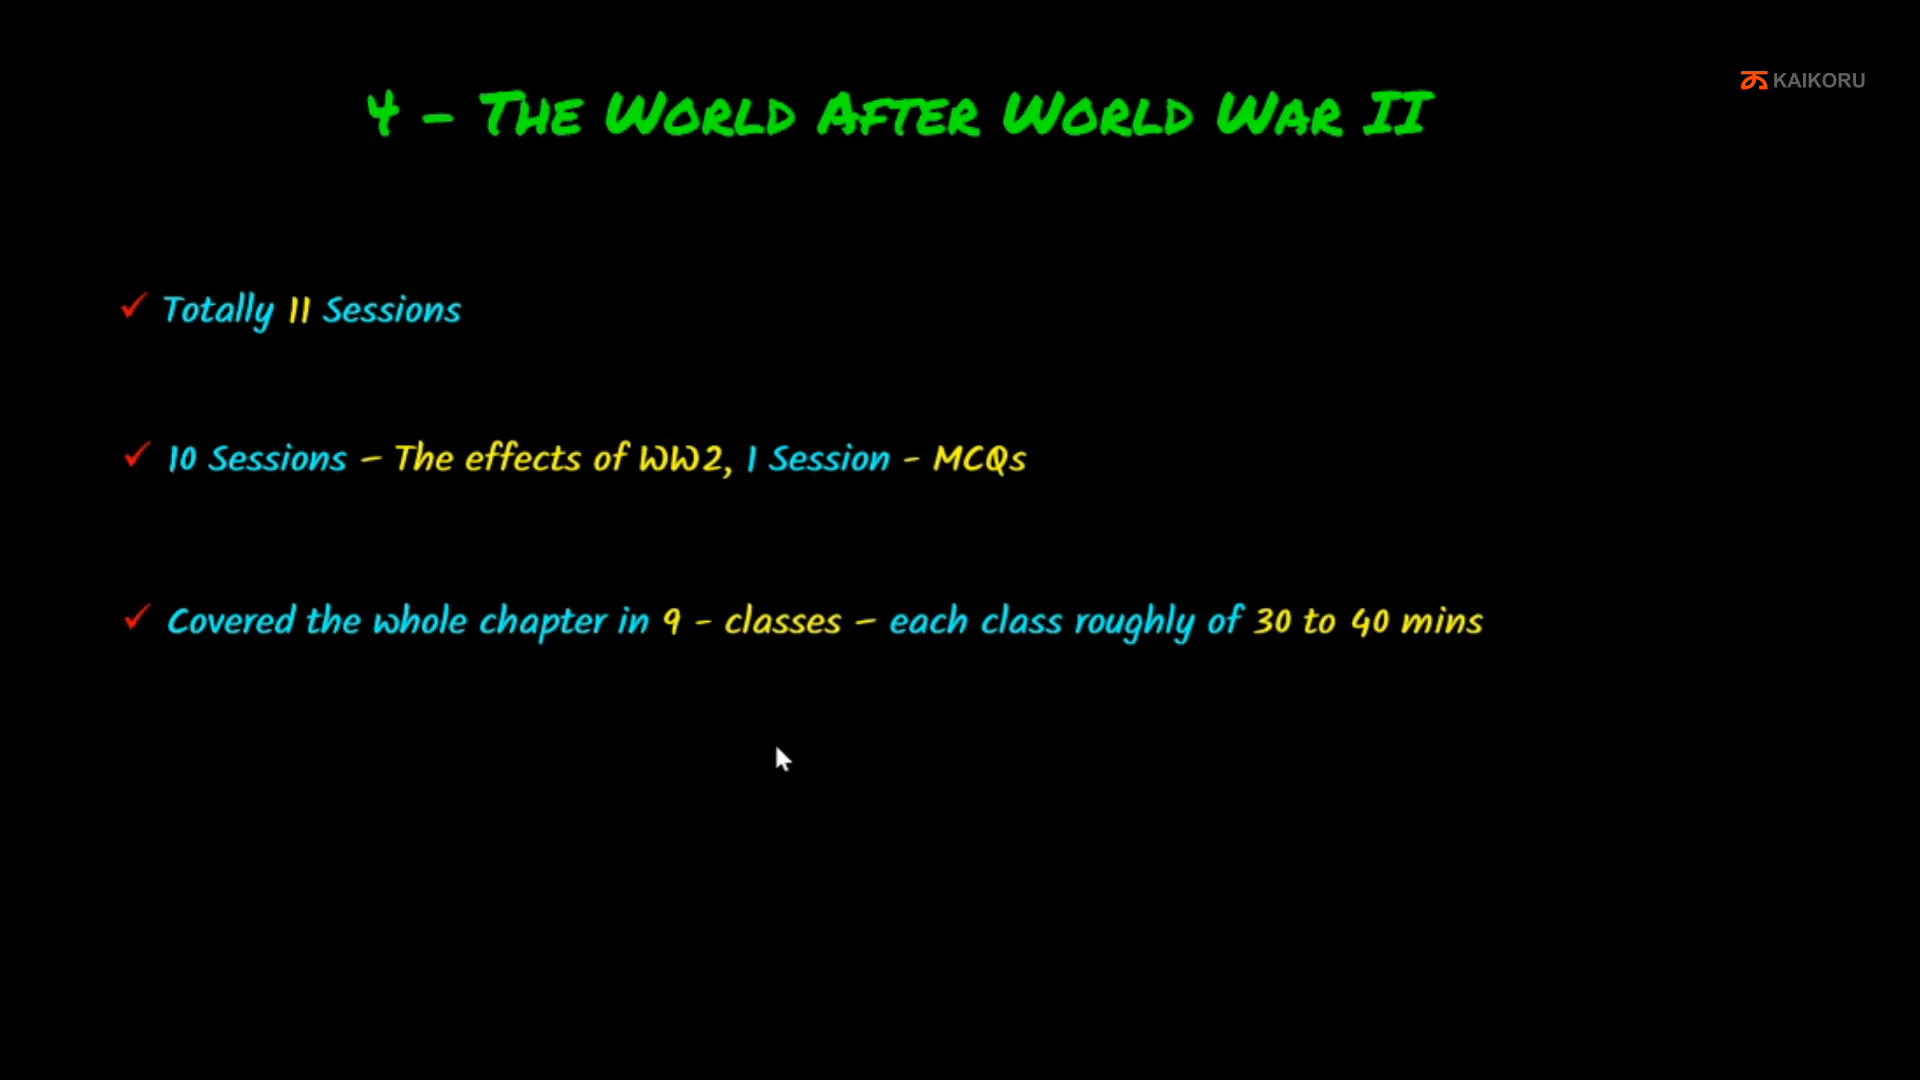 4 - The World After World War II
KAIKORU
✓ Totally 11 Sessions
✓ 10 Sessions – The effects of WW2, 1 Session - MCQs
✓ Covered the whole chapter in 9 - classes – each class roughly of 30 to 40 mins